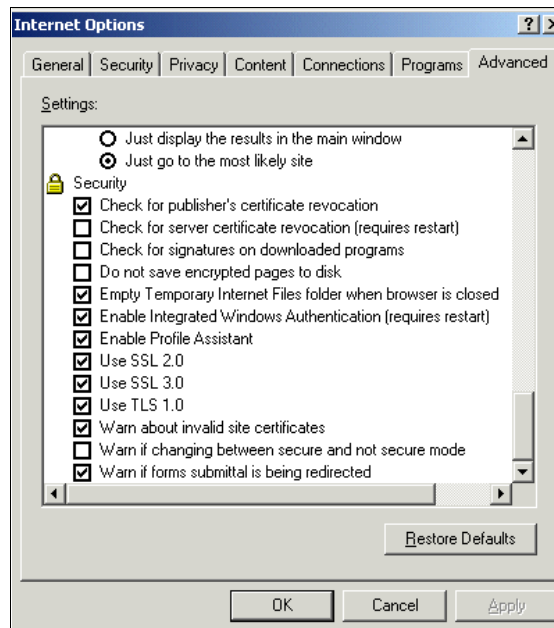 Internet Options
General Security Privacy Content Connections Programs Advanced
Settings:
Just display the results in the main window
Just go to the most likely site
Security
Check for publisher's certificate revocation
Check for server certificate revocation (requires restart)
Check for signatures on downloaded programs
Do not save encrypted pages to disk
Empty Temporary Internet Files folder when browser is closed
Enable Integrated Windows Authentication (requires restart)
Enable Profile Assistant
Use SSL 2.0
Use SSL 3.0
Use TLS 1.0
Warn about invalid site certificates
Warn if changing between secure and not secure mode
Warn if forms submittal is being redirected
Restore Defaults
OK Cancel Apply